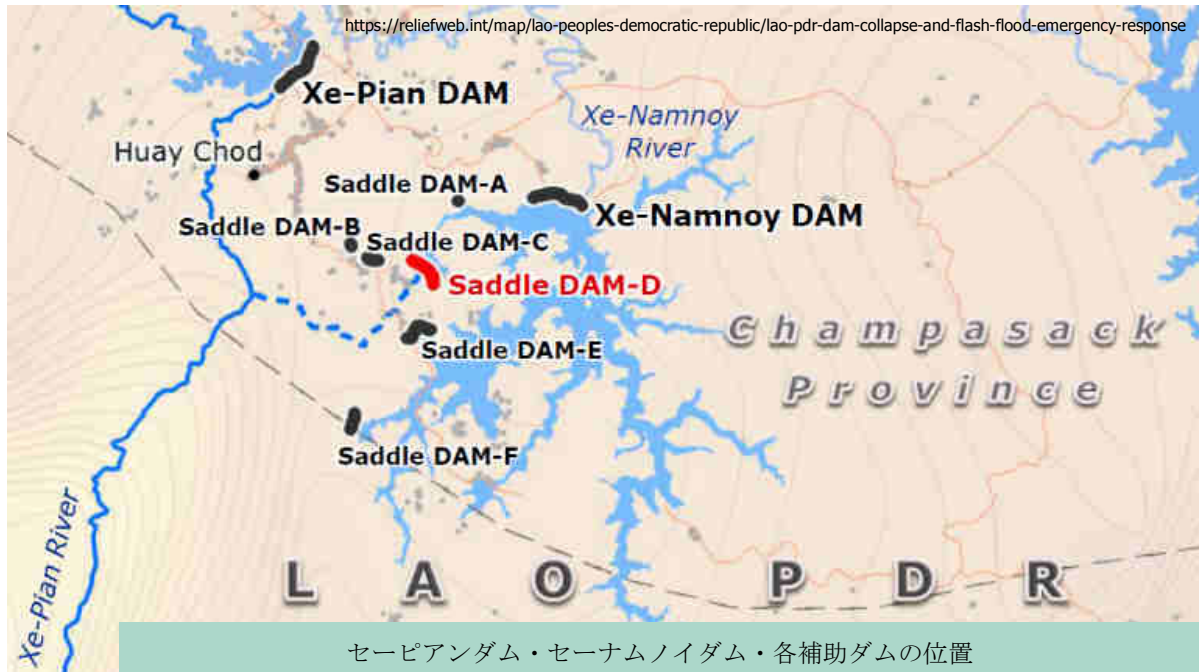 https://reliefweb.int/map/lao-peoples-democratic-republic/lao-pdr-dam-collapse-and-flash-flood-emergency-response
Xe-Pian DAM
Xe-Namnoy
River
Huay Chod
Saddle DAM-A
Xe-Namnoy DAM
Saddle DAM-B
Saddle DAM-C
Saddle DAM-D
Champasack
Province
Saddle DAM-E
Saddle DAM-F
Xe-Pian River
LAO PDR
セーピアンダム・セーナムノイダム・各補助ダムの位置